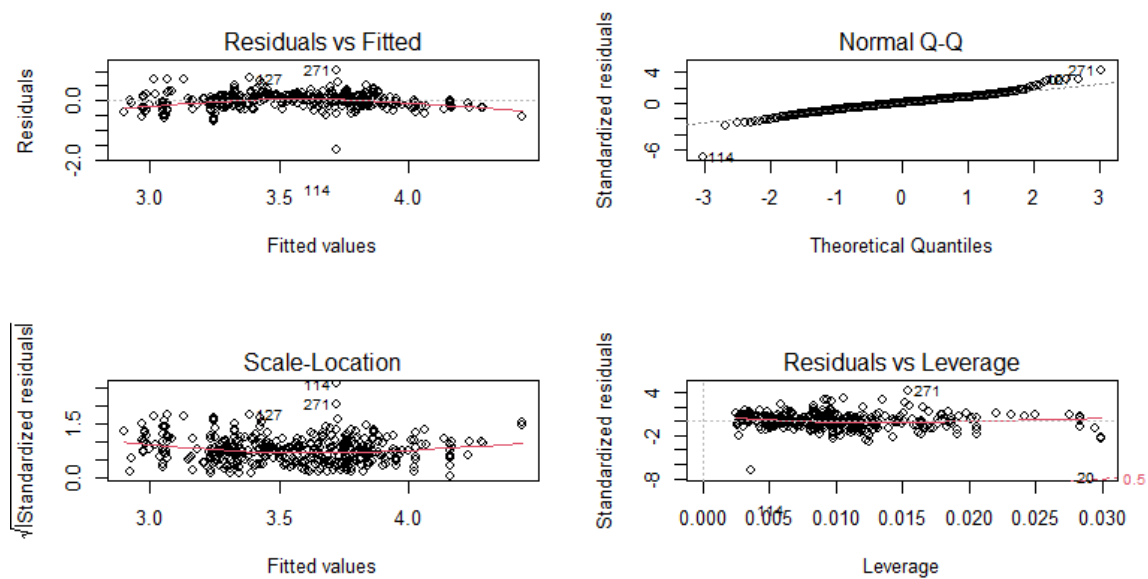 Residuals vs Fitted
Residuals
0.0
-2.0
127
271
114
3.0 3.5 4.0
Fitted values
Normal Q-Q
Standardized residuals
4
0
-6
271
114
-3 -2 -1 0 1 2 3
Theoretical Quantiles
Scale-Location
√|Standardized residuals|
1.5
0.5
114
271
127
3.0 3.5 4.0
Fitted values
Residuals vs Leverage
Standardized residuals
4
-2
-8
271
20
0.5
114
0.000 0.005 0.010 0.015 0.020 0.025 0.030
Leverage